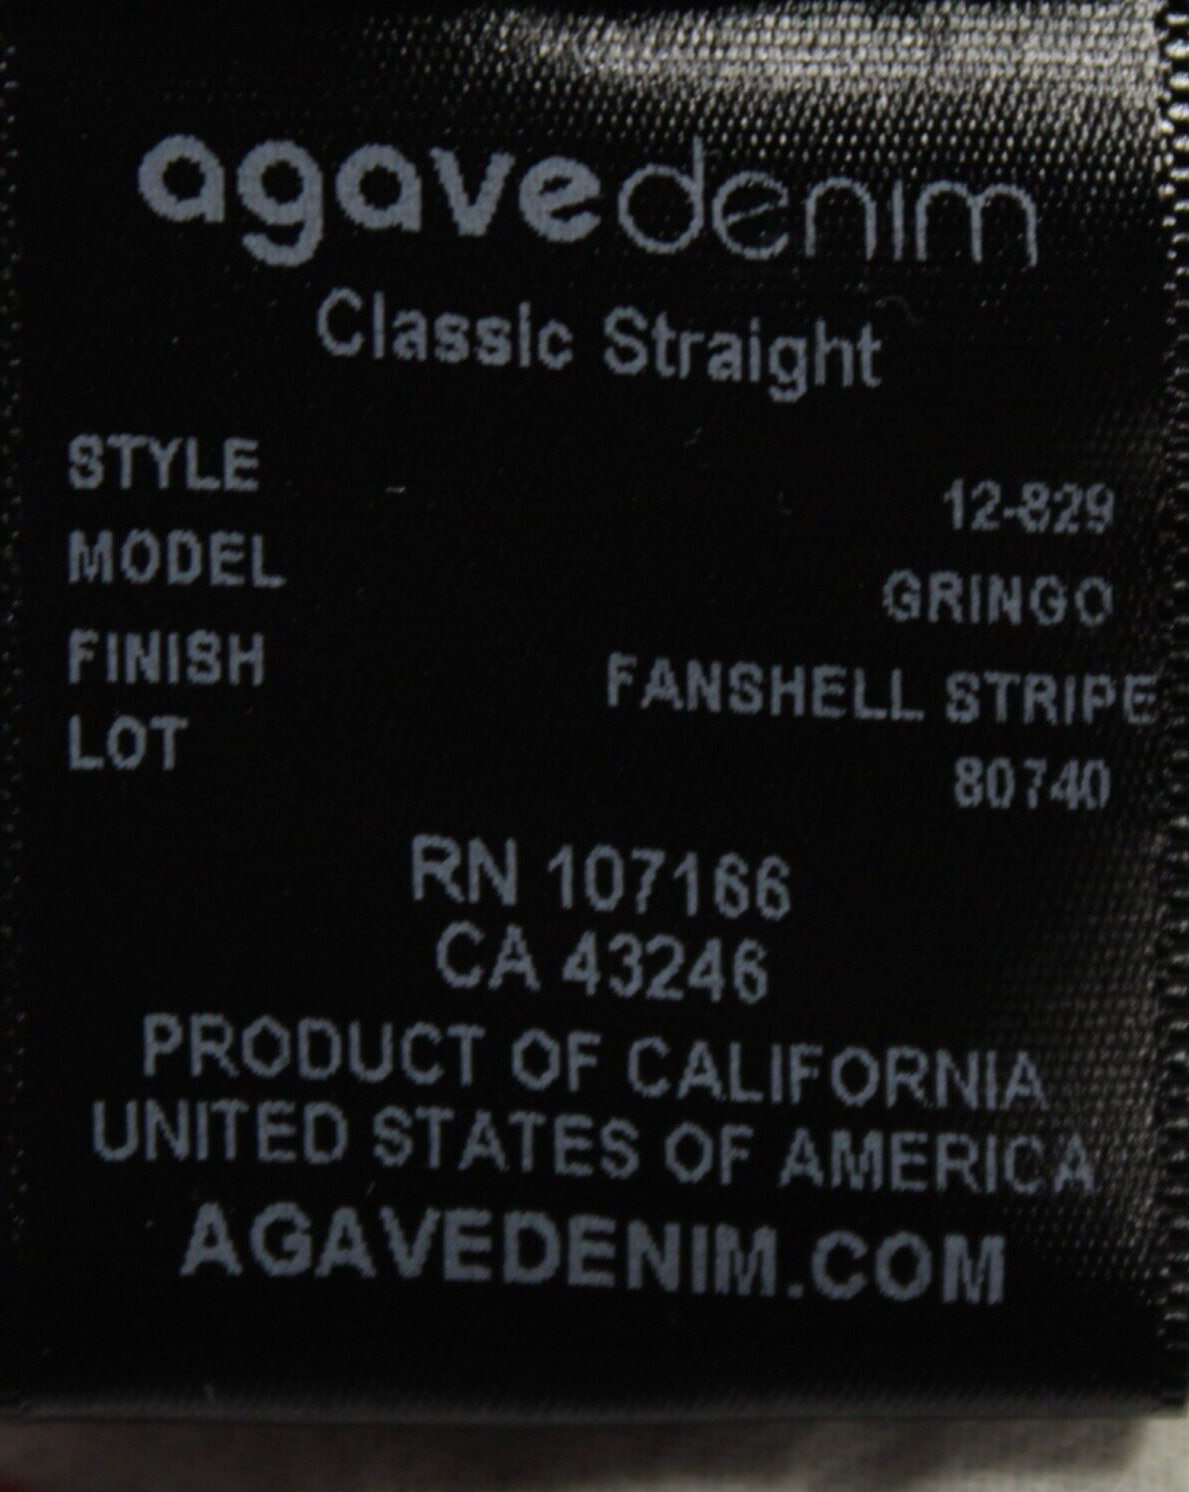 agavedenim
Classic Straight
STYLE 12-829
MODEL GRINGO
FINISH FANSHELL STRIPE
LOT 80740
RN 107166
CA 43246
PRODUCT OF CALIFORNIA
UNITED STATES OF AMERICA
AGAVEDENIM.COM